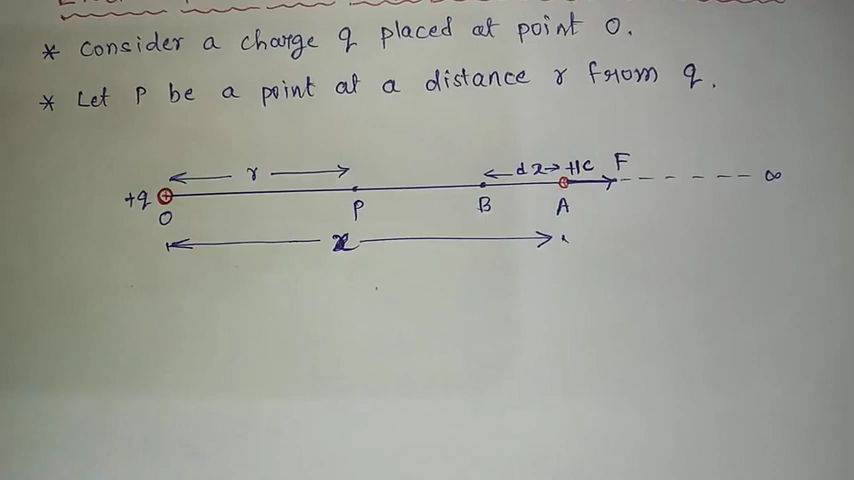 * Consider a charge q placed at point O.
* Let P be a point at a distance r from q.
r
dx +1C F
+q
∞
O P B A
x